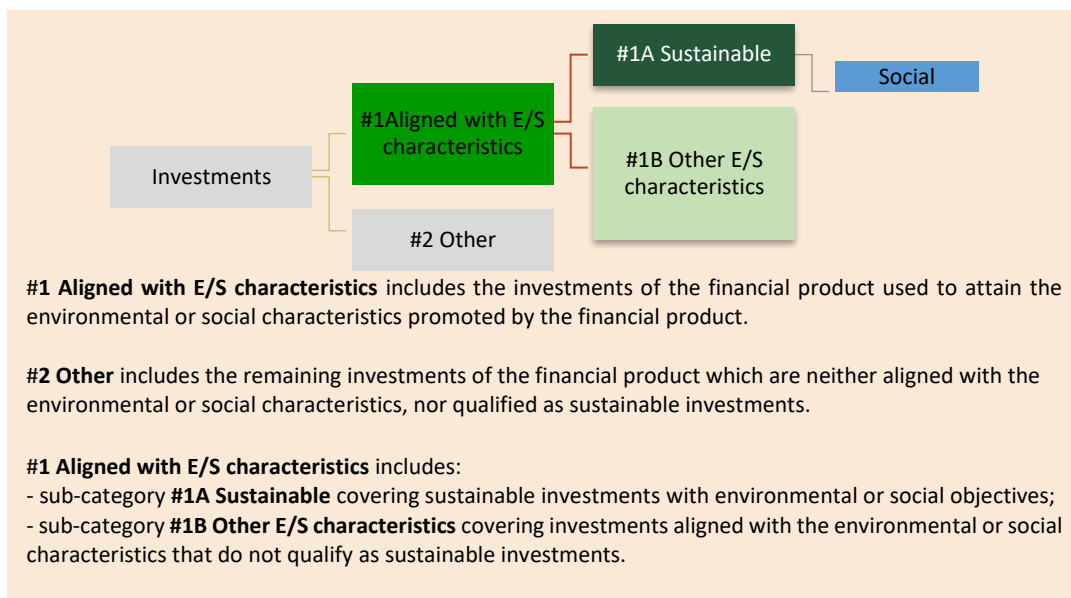 #1A Sustainable
Social
#1Aligned with E/S
characteristics
#1B Other E/S
characteristics
Investments
#2 Other
#1 Aligned with E/S characteristics includes the investments of the financial product used to attain the
environmental or social characteristics promoted by the financial product.
#2 Other includes the remaining investments of the financial product which are neither aligned with the
environmental or social characteristics, nor qualified as sustainable investments.
#1 Aligned with E/S characteristics includes:
- sub-category #1A Sustainable covering sustainable investments with environmental or social objectives;
- sub-category #1B Other E/S characteristics covering investments aligned with the environmental or social
characteristics that do not qualify as sustainable investments.